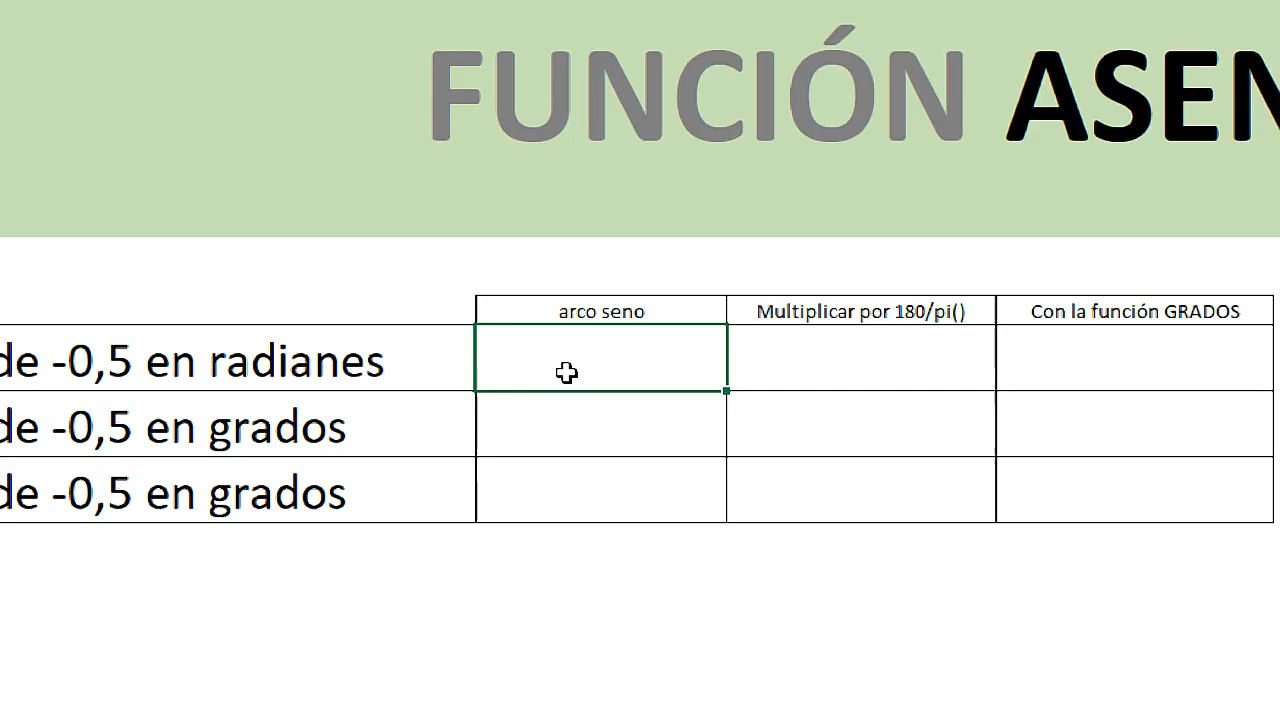 FUNCIÓN ASEN
arco seno Multiplicar por 180/pi() Con la función GRADOS
de -0,5 en radianes
de -0,5 en grados
de -0,5 en grados